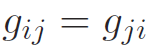 g_{ij} = g_{ji}